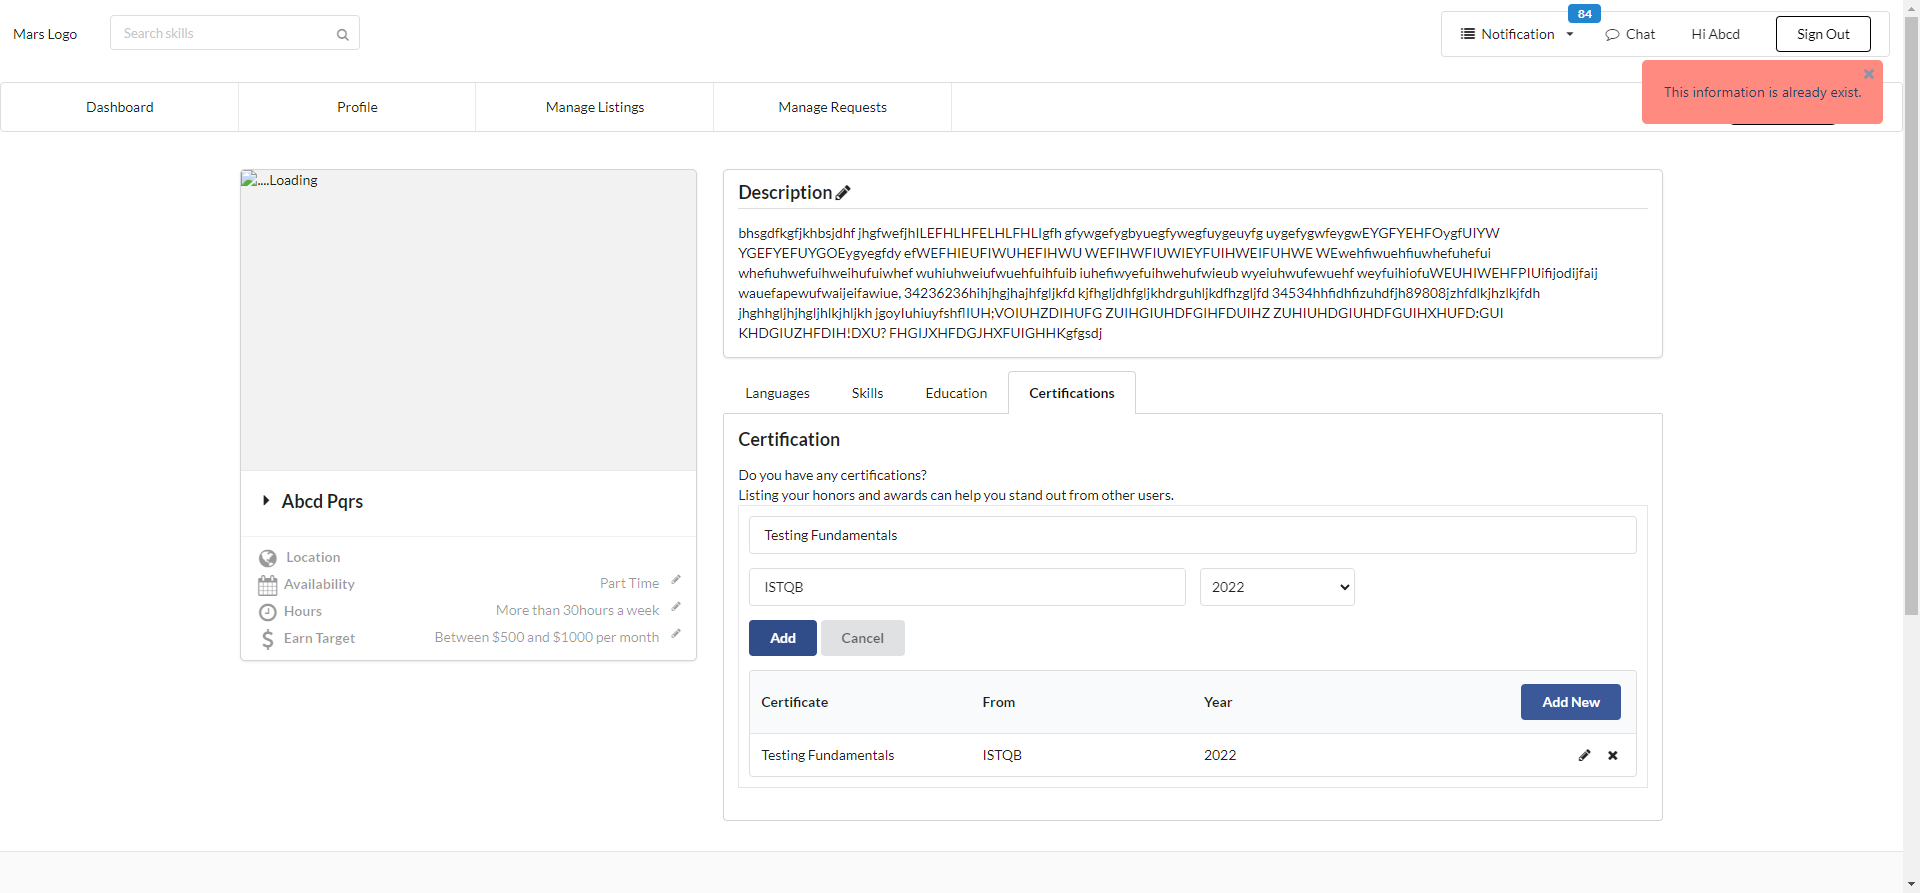 Mars Logo
Search skills
84
Notification
Chat
Hi Abcd
Sign Out
This information is already exist.
Dashboard
Profile
Manage Listings
Manage Requests
....Loading
Abcd Pqrs
Location
Availability
Part Time
Hours
More than 30hours a week
Earn Target
Between $500 and $1000 per month
Description
bhsgdfkgfjkhbsjdhf jhgfwefjhILEFHLHFELHLFHLIgfh gfywgefygbyuegfywegfuygeuyfg uygefygwfeygwEYGFYEHFOygfUIYW
YGEFYEFUYGOEygyegfdy efWEFHIEUFIWUHEFIHWU WEFIHWFIUWIEYFUIHWEIFUHWE WEwehfiwuehfiuwhefuhefui
whefiuhwefuihweihufuiwhef wuhiuhweiufwuehfuihfuib iuhefiwyefuihwehufwieub wyeiuhwufewuehf weyfuihiofuWEUHIWEHFPIUifijodijfaij
wauefapewufwaijeifawiue, 34236236hihjhgjhajhfgljkfd kjfhgljdhfgljkhdrguhljkdfhzgljfd 34534hhfidhfizuhdfjh89808jzhfdlkjhzlkjfdh
jhghhgljhjhgljhlkjhljkh jgoyIuhiuyfshflIUH;VOIUHZDIHUFG ZUIHGIUHDFGIHFDUIHZ ZUHIUHDGIUHDFGUIHXHUFD:GUI
KHDGIUZHFDIH!DXU? FHGIJXHFDGJHXFUIGHHKgfgsdj
Languages
Skills
Education
Certifications
Certification
Do you have any certifications?
Listing your honors and awards can help you stand out from other users.
Testing Fundamentals
ISTQB
2022
Add
Cancel
Certificate
From
Year
Add New
Testing Fundamentals
ISTQB
2022